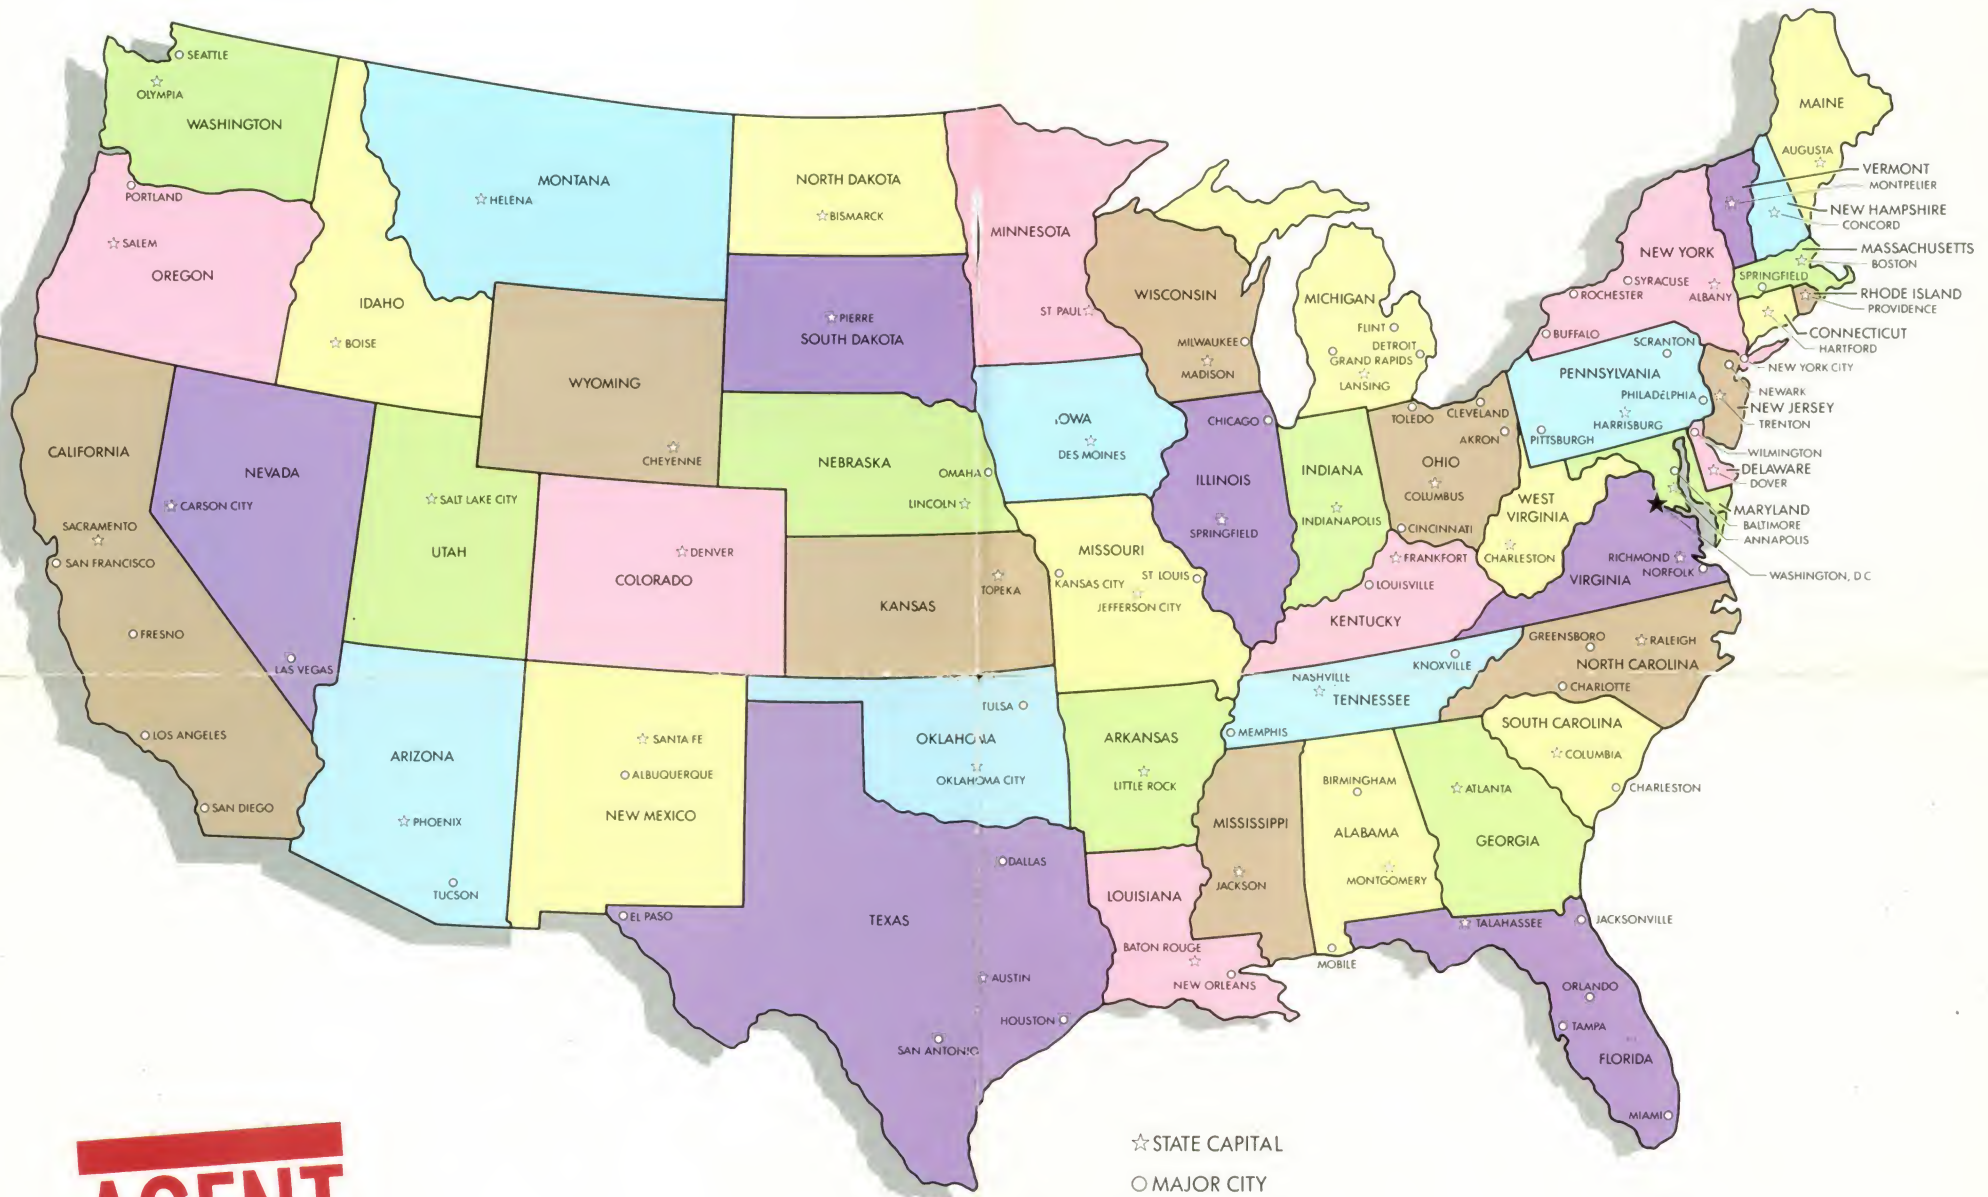 SEATTLE
OLYMPIA
WASHINGTON
PORTLAND
SALEM
OREGON
IDAHO
BOISE
MONTANA
HELENA
NORTH DAKOTA
BISMARCK
PIERRE
SOUTH DAKOTA
WYOMING
CHEYENNE
MINNESOTA
ST PAUL
WISCONSIN
MILWAUKEE
MADISON
MICHIGAN
FLINT
DETROIT
GRAND RAPIDS
LANSING
MAINE
AUGUSTA
VERMONT
MONTPELIER
NEW HAMPSHIRE
CONCORD
MASSACHUSETTS
BOSTON
SPRINGFIELD
RHODE ISLAND
PROVIDENCE
CONNECTICUT
HARTFORD
NEW YORK
SYRACUSE
ROCHESTER
ALBANY
BUFFALO
NEW YORK CITY
SCRANTON
PENNSYLVANIA
PHILADELPHIA
HARRISBURG
PITTSBURGH
NEWARK
NEW JERSEY
TRENTON
WILMINGTON
DELAWARE
DOVER
MARYLAND
BALTIMORE
ANNAPOLIS
WASHINGTON, D C
CALIFORNIA
SACRAMENTO
SAN FRANCISCO
FRESNO
LOS ANGELES
SAN DIEGO
NEVADA
CARSON CITY
LAS VEGAS
SALT LAKE CITY
UTAH
DENVER
COLORADO
NEBRASKA
OMAHA
LINCOLN
IOWA
DES MOINES
CHICAGO
ILLINOIS
SPRINGFIELD
INDIANA
INDIANAPOLIS
TOLEDO
CLEVELAND
AKRON
OHIO
COLUMBUS
CINCINNATI
WEST
VIRGINIA
CHARLESTON
RICHMOND
NORFOLK
VIRGINIA
KANSAS
TOPEKA
MISSOURI
KANSAS CITY
ST LOUIS
JEFFERSON CITY
FRANKFORT
LOUISVILLE
KENTUCKY
KNOXVILLE
NASHVILLE
TENNESSEE
MEMPHIS
GREENSBORO
RALEIGH
NORTH CAROLINA
CHARLOTTE
SOUTH CAROLINA
COLUMBIA
CHARLESTON
ARIZONA
PHOENIX
TUCSON
SANTA FE
ALBUQUERQUE
NEW MEXICO
TULSA
OKLAHOMA
OKLAHOMA CITY
ARKANSAS
LITTLE ROCK
MISSISSIPPI
JACKSON
BIRMINGHAM
ALABAMA
MONTGOMERY
MOBILE
ATLANTA
GEORGIA
EL PASO
TEXAS
DALLAS
AUSTIN
HOUSTON
SAN ANTONIO
LOUISIANA
BATON ROUGE
NEW ORLEANS
TALAHASSEE
JACKSONVILLE
ORLANDO
TAMPA
FLORIDA
MIAMI
STATE CAPITAL
MAJOR CITY
AGENT